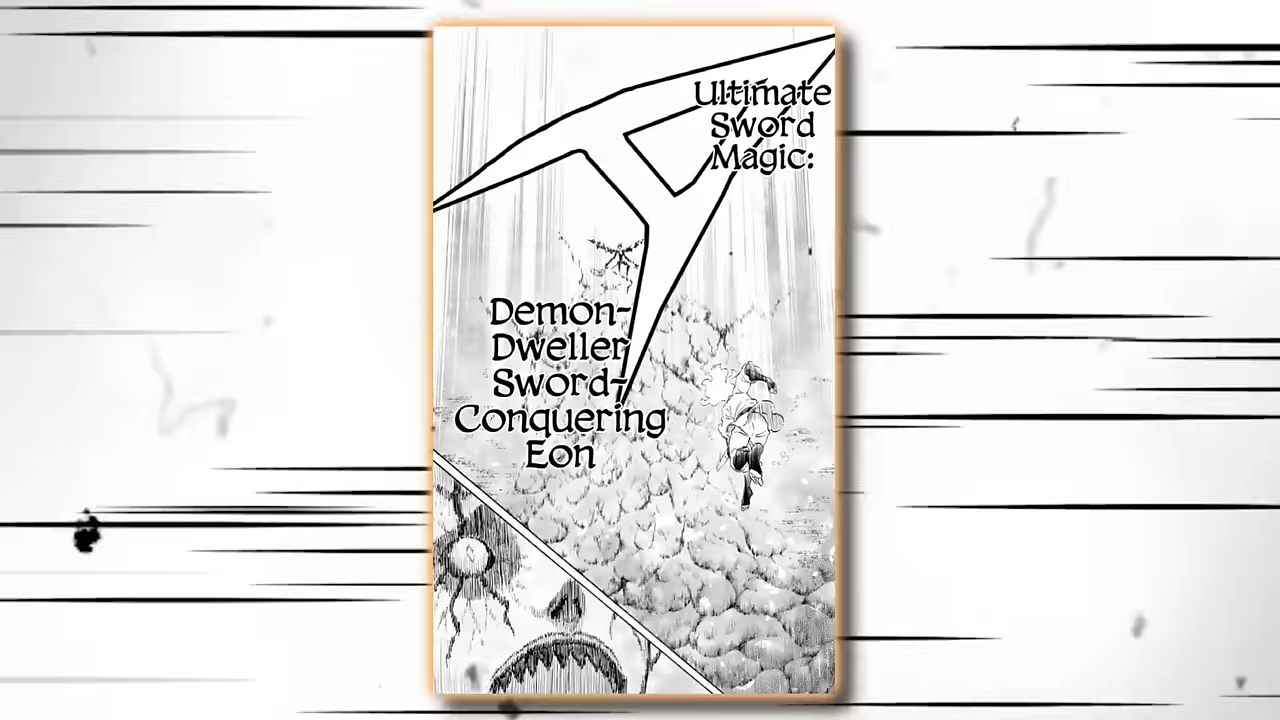 Ultimate
Sword
Magic:
Demon-
Dweller
Sword-
Conquering
Eon